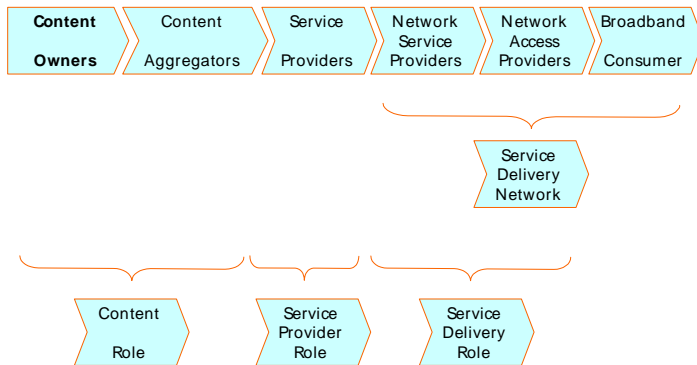 Content
Owners
Content
Aggregators
Service
Providers
Network
Service
Providers
Network
Access
Providers
Broadband
Consumer
Service
Delivery
Network
Content
Role
Service
Provider
Role
Service
Delivery
Role